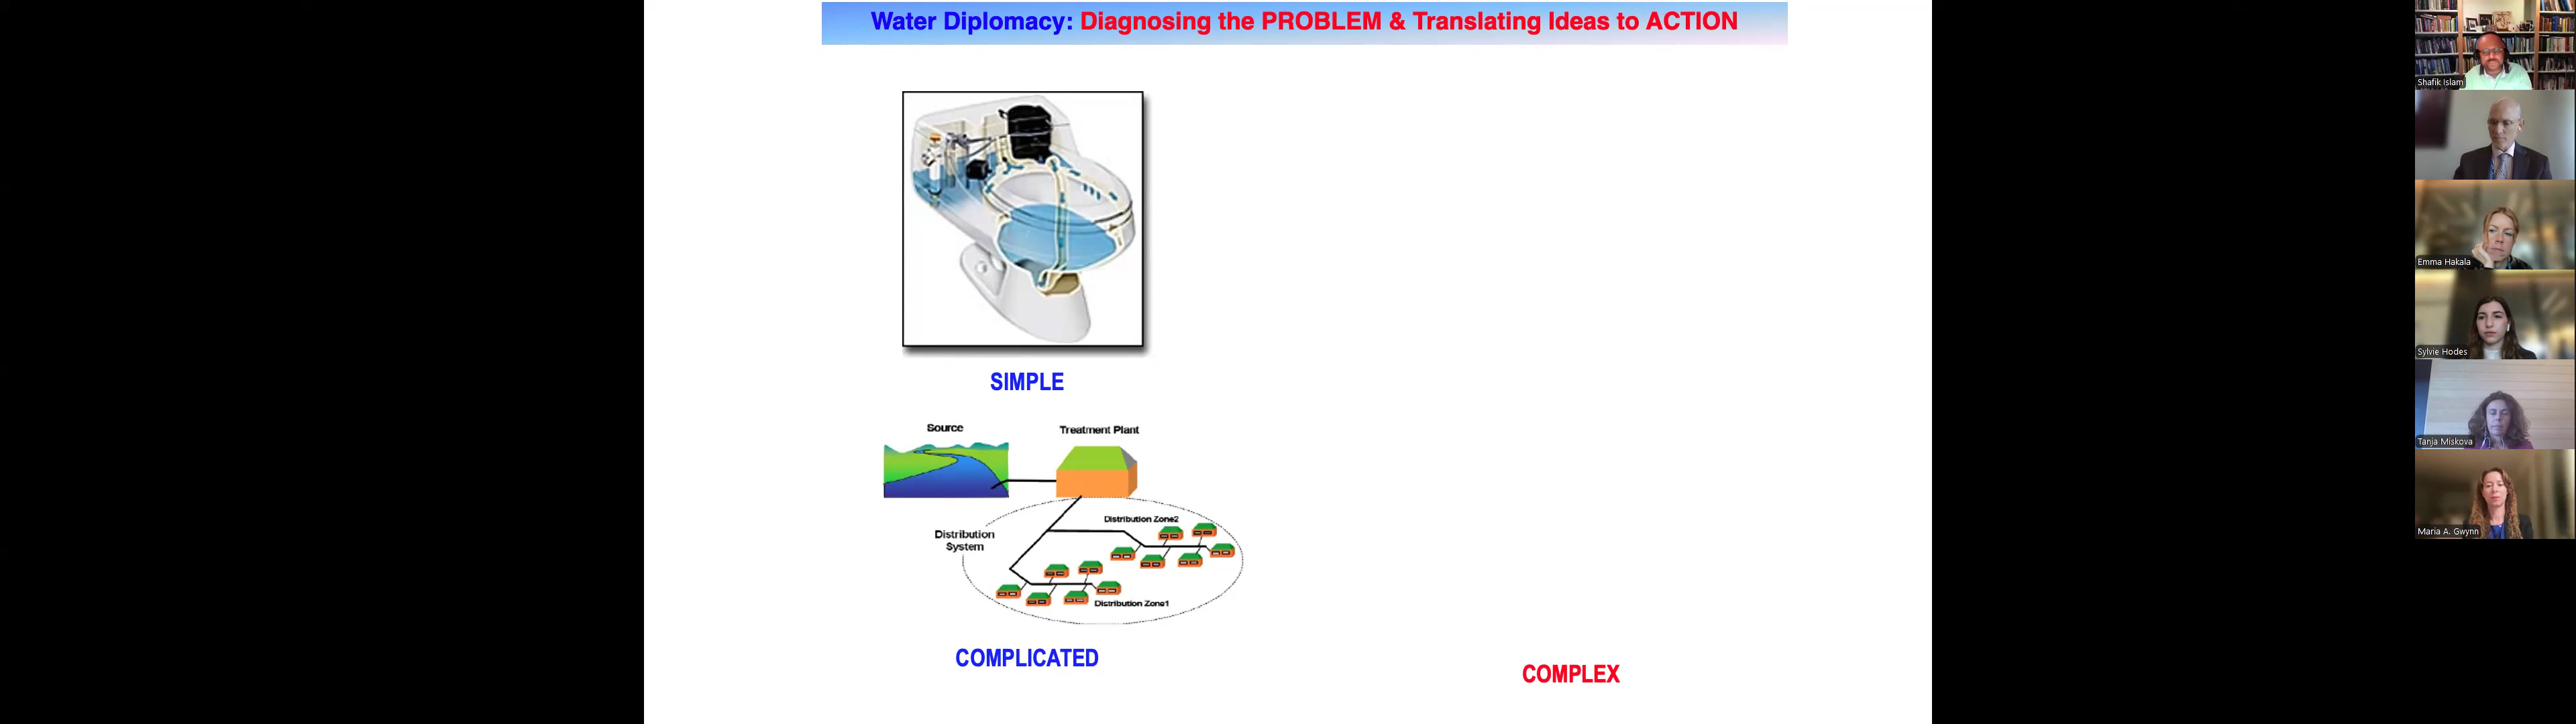 Water Diplomacy: Diagnosing the PROBLEM & Translating Ideas to ACTION
SIMPLE
Source
Treatment Plant
Distribution Zone2
Distribution
System
Distribution Zone1
COMPLICATED
COMPLEX
Shafik Islam
Emma Hakala
Sylvie Hodes
Tanja Miskova
Maria A. Gwynn